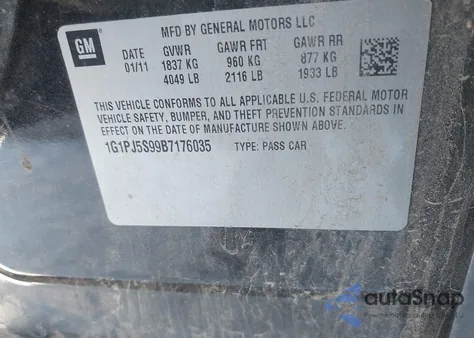 MFD BY GENERAL MOTORS LLC
GM
DATE GVWR GAWR FRT GAWR RR
01/11 1837 KG 960 KG 877 KG
4049 LB 2116 LB 1933 LB
THIS VEHICLE CONFORMS TO ALL APPLICABLE U.S. FEDERAL MOTOR
VEHICLE SAFETY, BUMPER, AND THEFT PREVENTION STANDARDS IN
EFFECT ON THE DATE OF MANUFACTURE SHOWN ABOVE.
1G1PJ5S99B7176035 TYPE: PASS CAR
autoSnap
Powered by